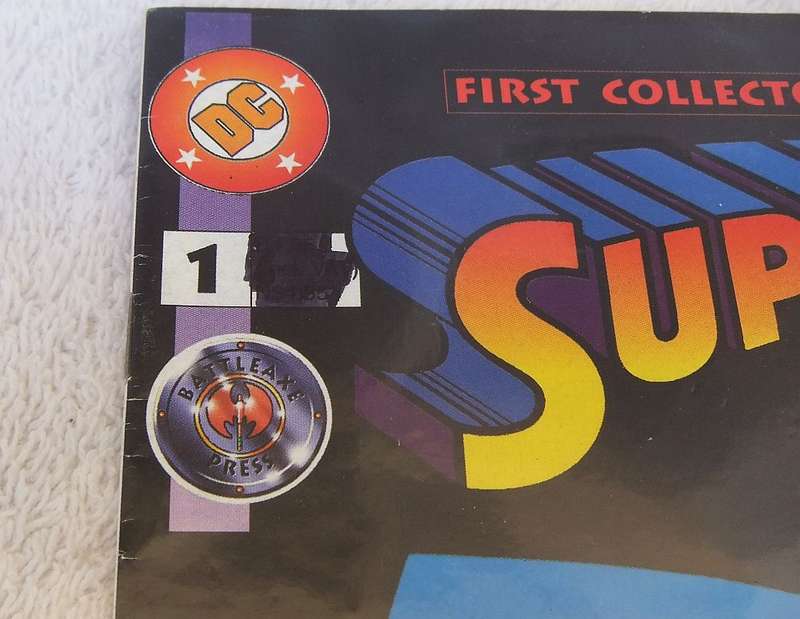 DC
FIRST COLLECTO
1
SUP
BATTLEAXE
PRESS